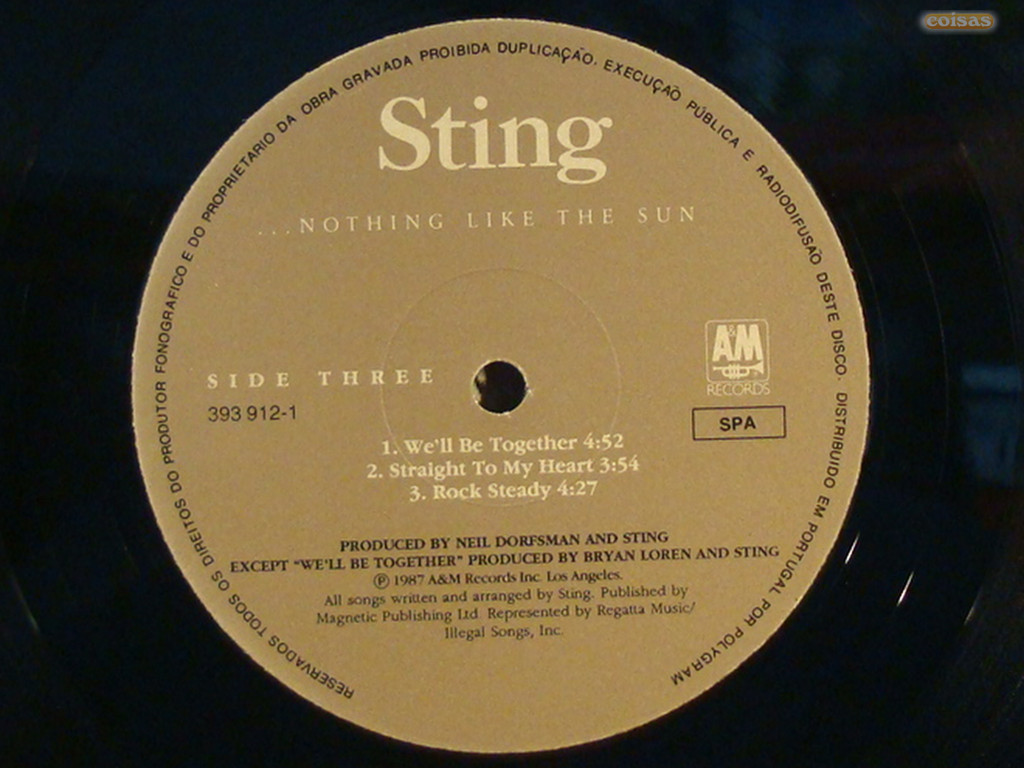 coisas
RESERVADOS TODOS OS DIREITOS DO PRODUTOR FONOGRAFICO E DO PROPRIETARIO DA OBRA GRAVADA PROIBIDA DUPLICAÇÃO, EXECUÇÃO PÚBLICA E RADIODIFUSÃO DESTE DISCO. DISTRIBUIDO EM PORTUGAL POR POLYGRAM
Sting
...NOTHING LIKE THE SUN
A&M
RECORDS
SIDE THREE
393 912-1
SPA
1. We'll Be Together 4:52
2. Straight To My Heart 3:54
3. Rock Steady 4:27
PRODUCED BY NEIL DORFSMAN AND STING
EXCEPT "WE'LL BE TOGETHER" PRODUCED BY BRYAN LOREN AND STING
Ⓟ 1987 A&M Records Inc. Los Angeles.
All songs written and arranged by Sting. Published by
Magnetic Publishing Ltd. Represented by Regatta Music/
Illegal Songs, Inc.